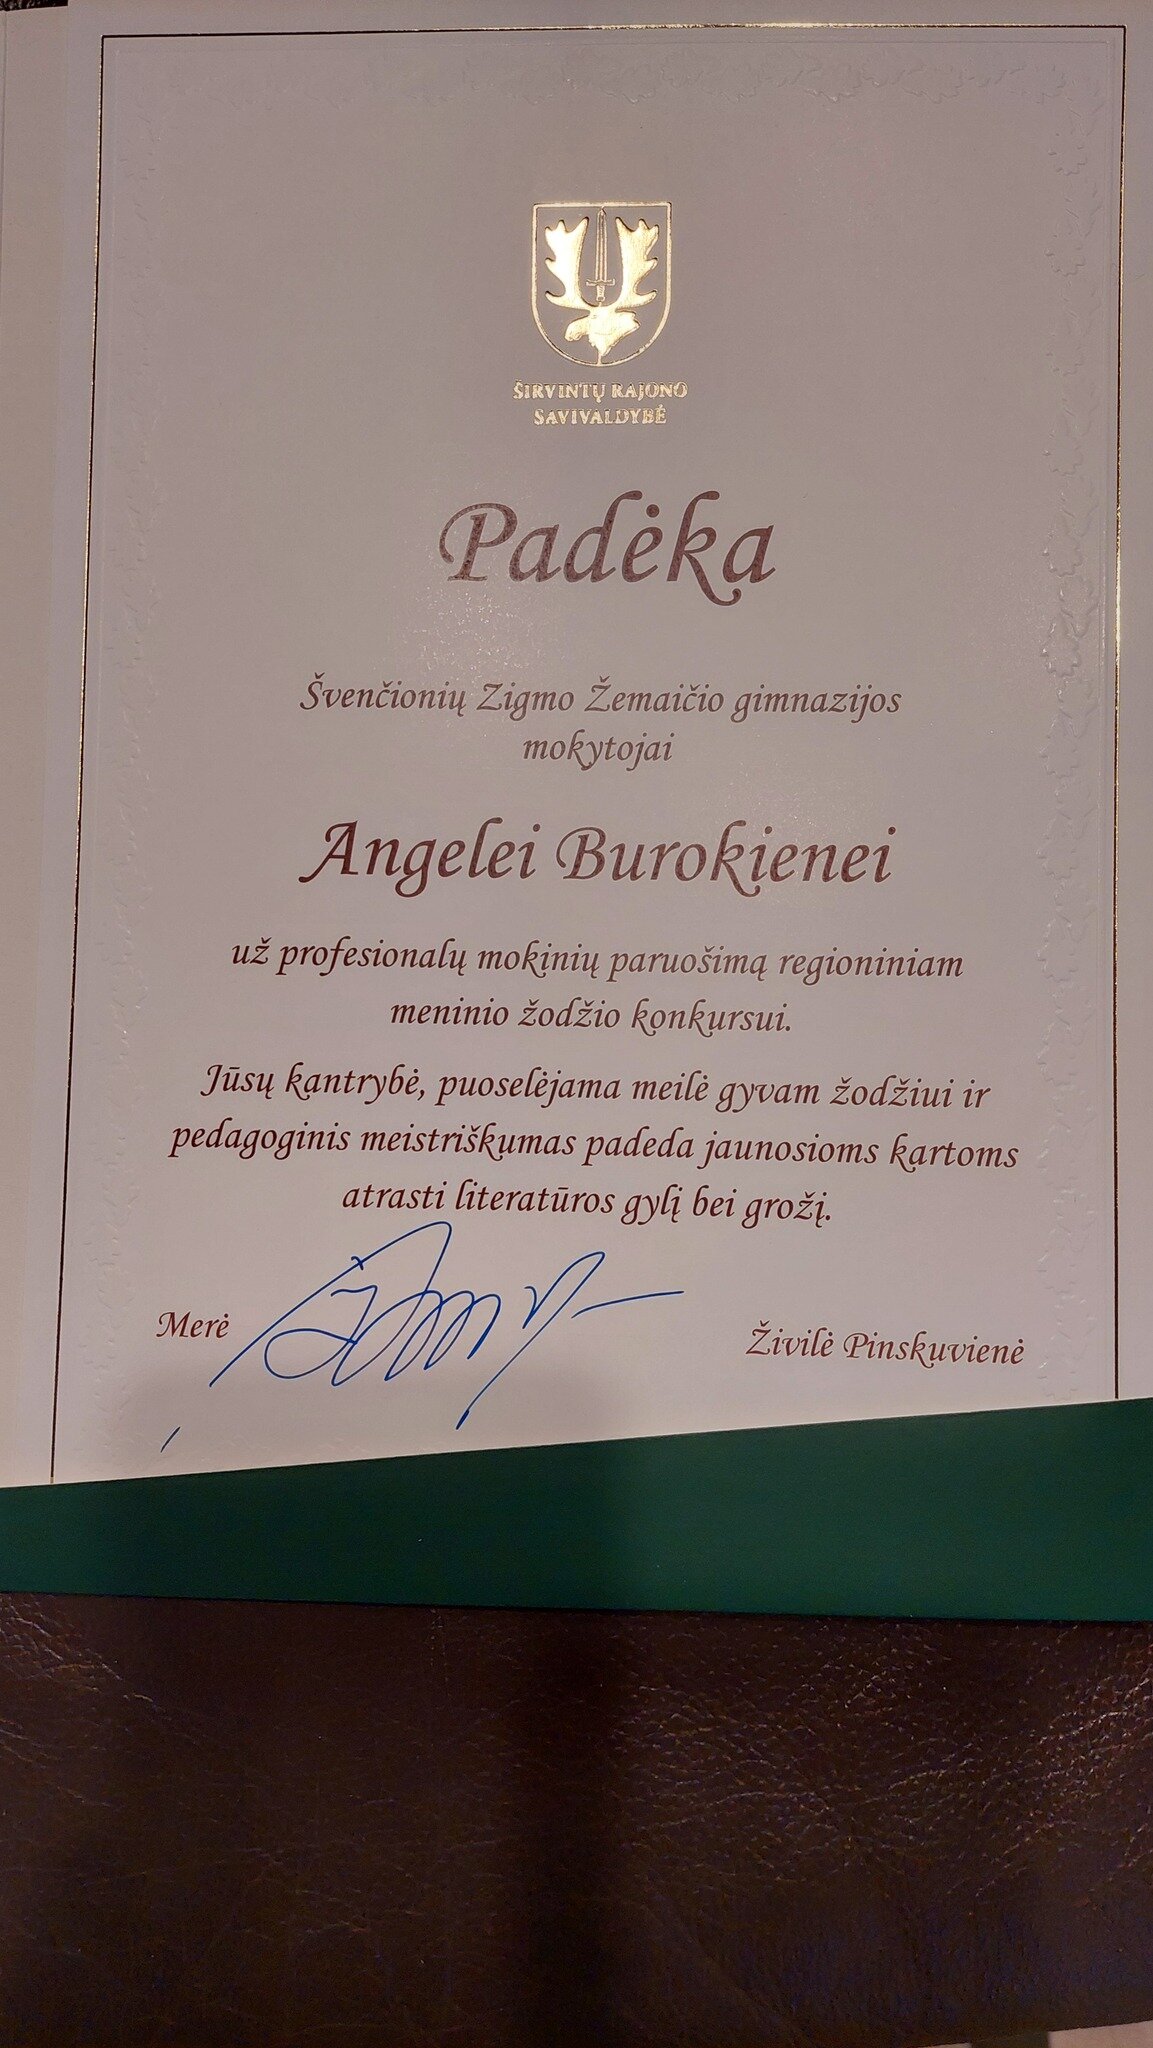 ŠIRVINTŲ RAJONO
SAVIVALDYBĖ
Padėka
Švenčionių Zigmo Žemaičio gimnazijos
mokytojai
Angelei Burokienei
už profesionalų mokinių paruošimą regioniniam
meninio žodžio konkursui.
Jūsų kantrybė, puoselėjama meilė gyvam žodžiui ir
pedagoginis meistriškumas padeda jaunosioms kartoms
atrasti literatūros gylį bei grožį.
Merė
Živilė Pinskuvienė